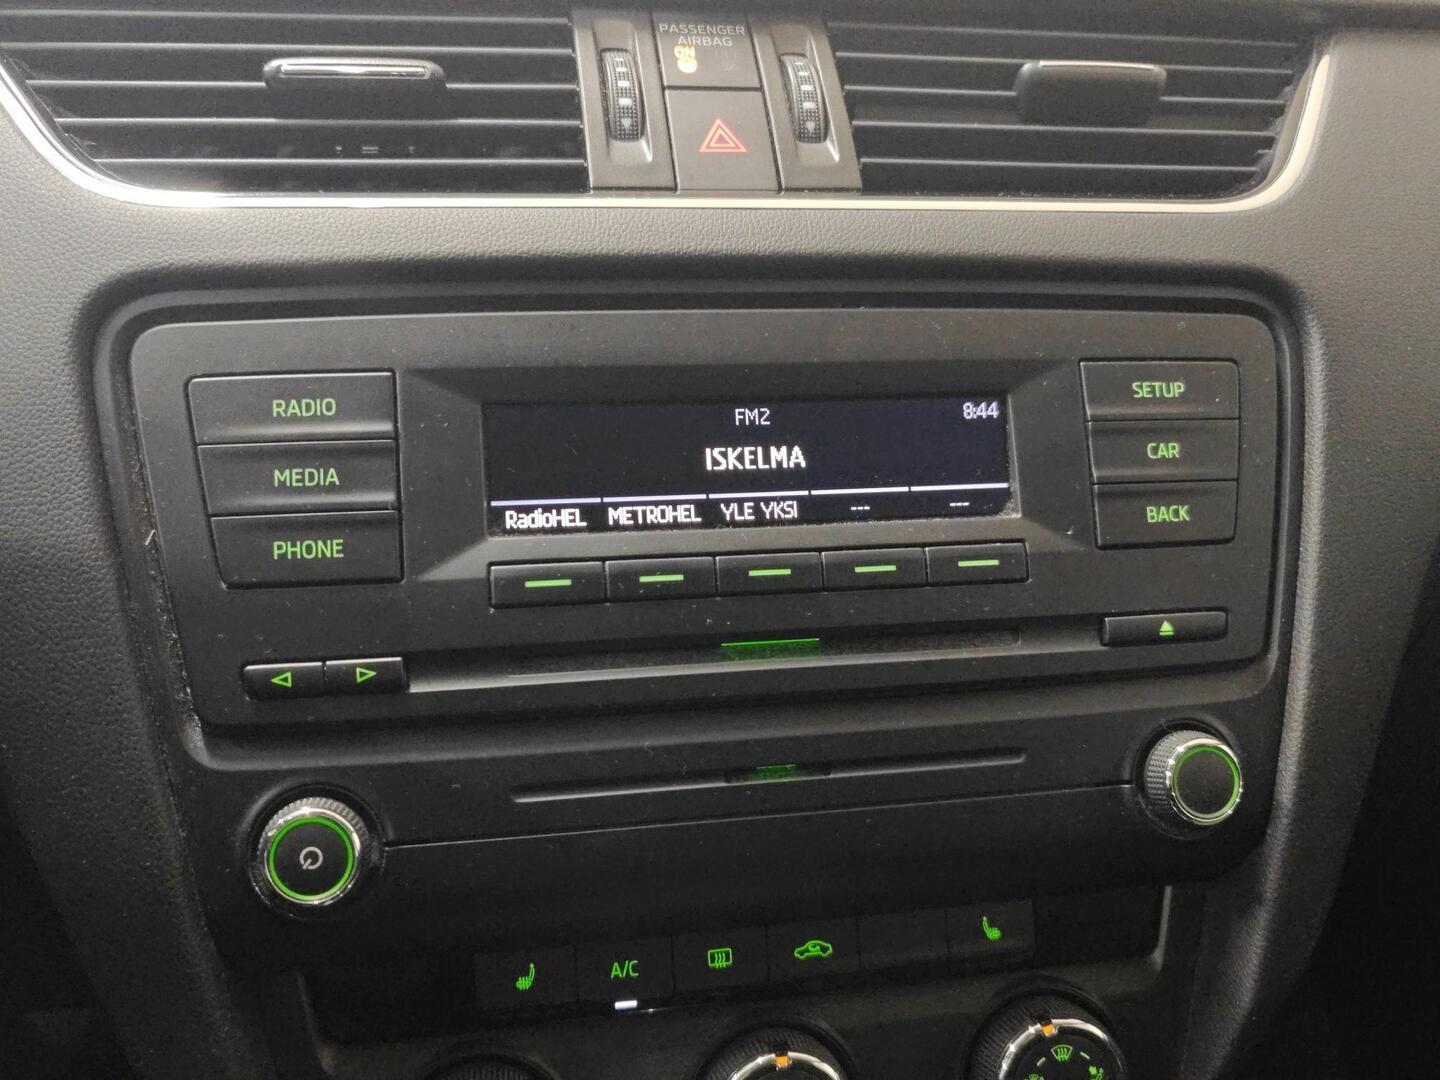 PASSENGER
AIRBAG
ON
RADIO
MEDIA
PHONE
FM2
8:44
ISKELMA
RadioHEL
METROHEL
YLE YKSI
---
---
SETUP
CAR
BACK
A/C